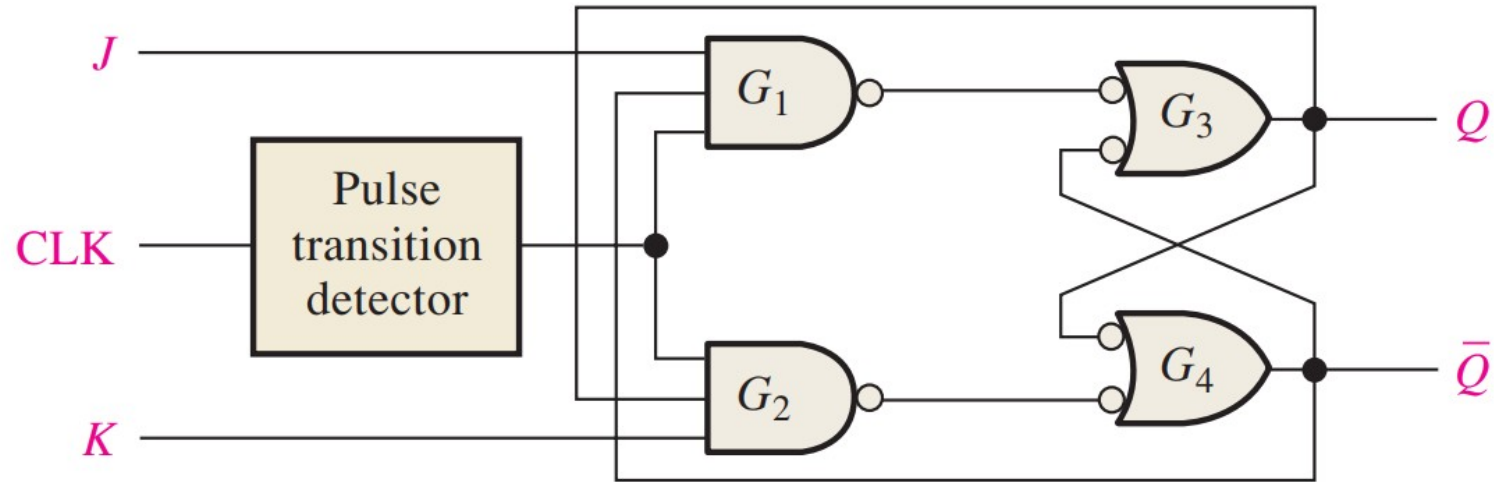 J
G₁
G₃
Q
Pulse
transition
detector
CLK
G₂
G₄
Q̅
K